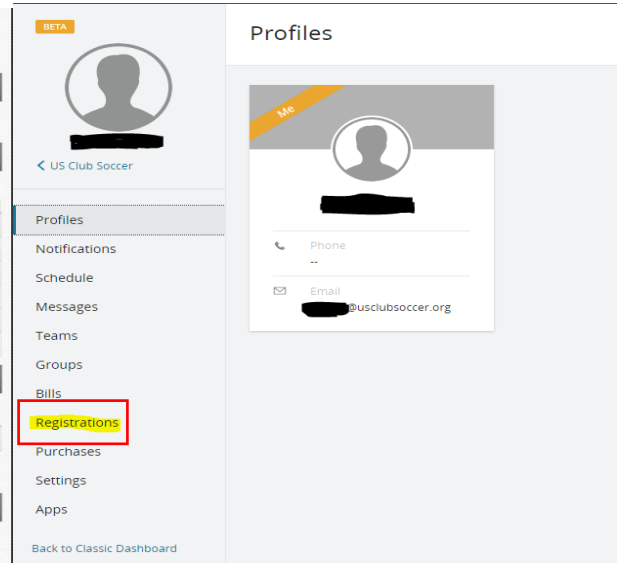 BETA
US Club Soccer
Profiles
Notifications
Schedule
Messages
Teams
Groups
Bills
Registrations
Purchases
Settings
Apps
Back to Classic Dashboard
Profiles
Me
Phone
--
Email
@usclubsoccer.org